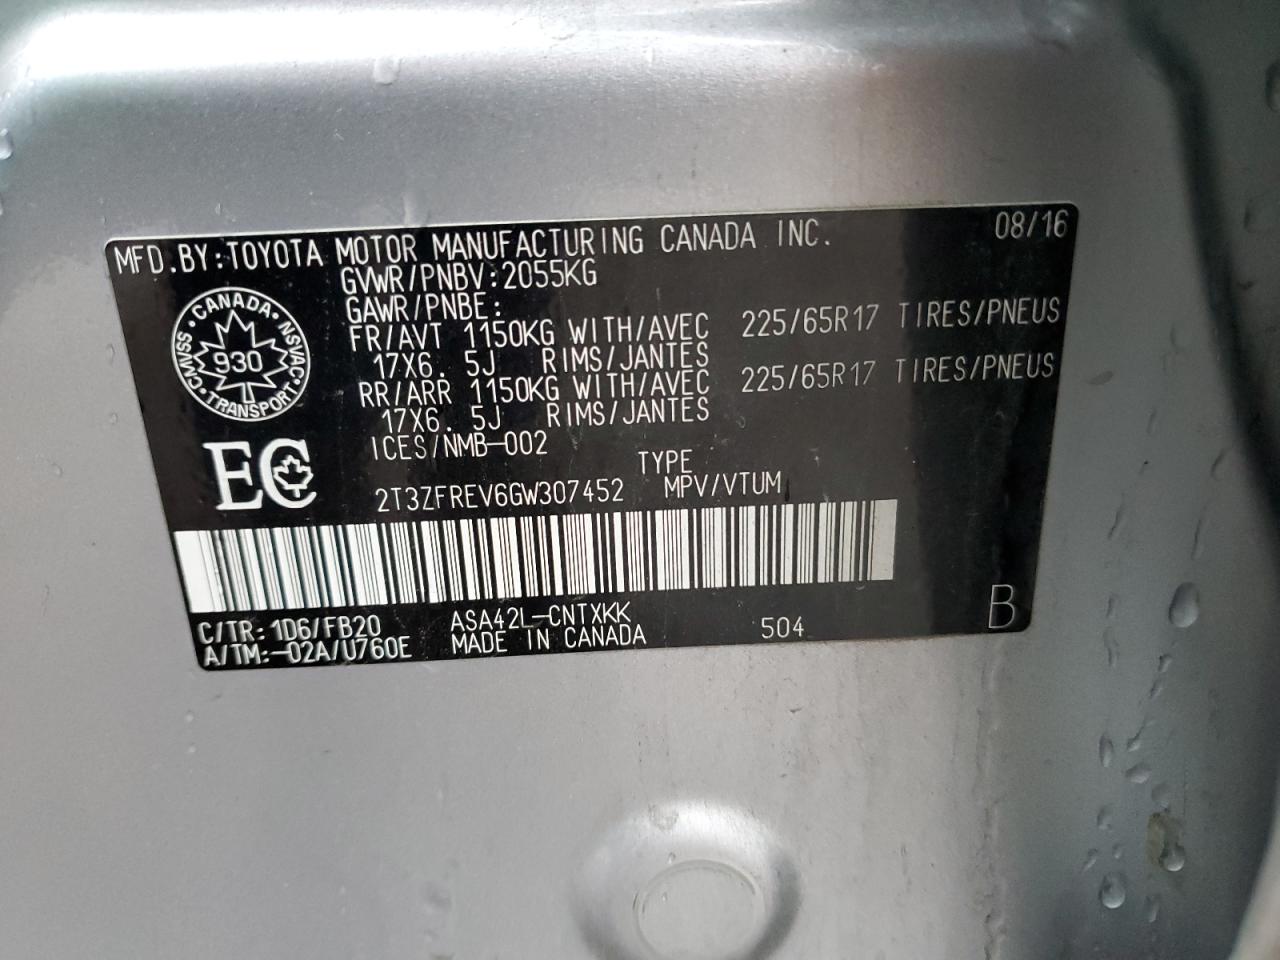 MFD.BY:TOYOTA MOTOR MANUFACTURING CANADA INC. 08/16
GVWR/PNBV:2055KG
GAWR/PNBE:
FR/AVT 1150KG WITH/AVEC 225/65R17 TIRES/PNEUS
17X6. 5J RIMS/JANTES
RR/ARR 1150KG WITH/AVEC 225/65R17 TIRES/PNEUS
17X6. 5J RIMS/JANTES
ICES/NMB-002
CANADA · NSVAC · TRANSPORT · CMVSS
930
EC
TYPE
2T3ZFREV6GW307452 MPV/VTUM
C/TR: 1D6/FB20 ASA42L-CNTXKK
A/TM:-02A/U760E MADE IN CANADA 504 B